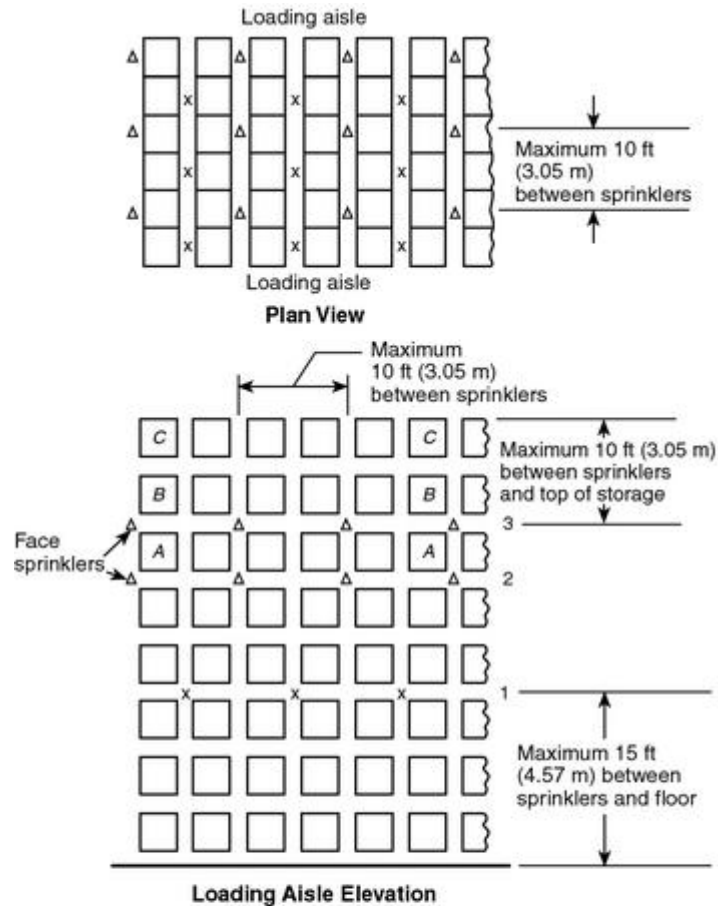 Loading aisle
Δ Δ Δ Δ
x x x
Δ Δ Δ Δ
x x x
Δ Δ Δ Δ
x x x
Maximum 10 ft
(3.05 m)
between sprinklers
Loading aisle
Plan View
Maximum
10 ft (3.05 m)
between sprinklers
C C
Maximum 10 ft (3.05 m)
between sprinklers
and top of storage
B B
Δ Δ Δ Δ 3
Face
sprinklers
A A
Δ Δ Δ Δ 2
x x x 1
Maximum 15 ft
(4.57 m) between
sprinklers and floor
Loading Aisle Elevation